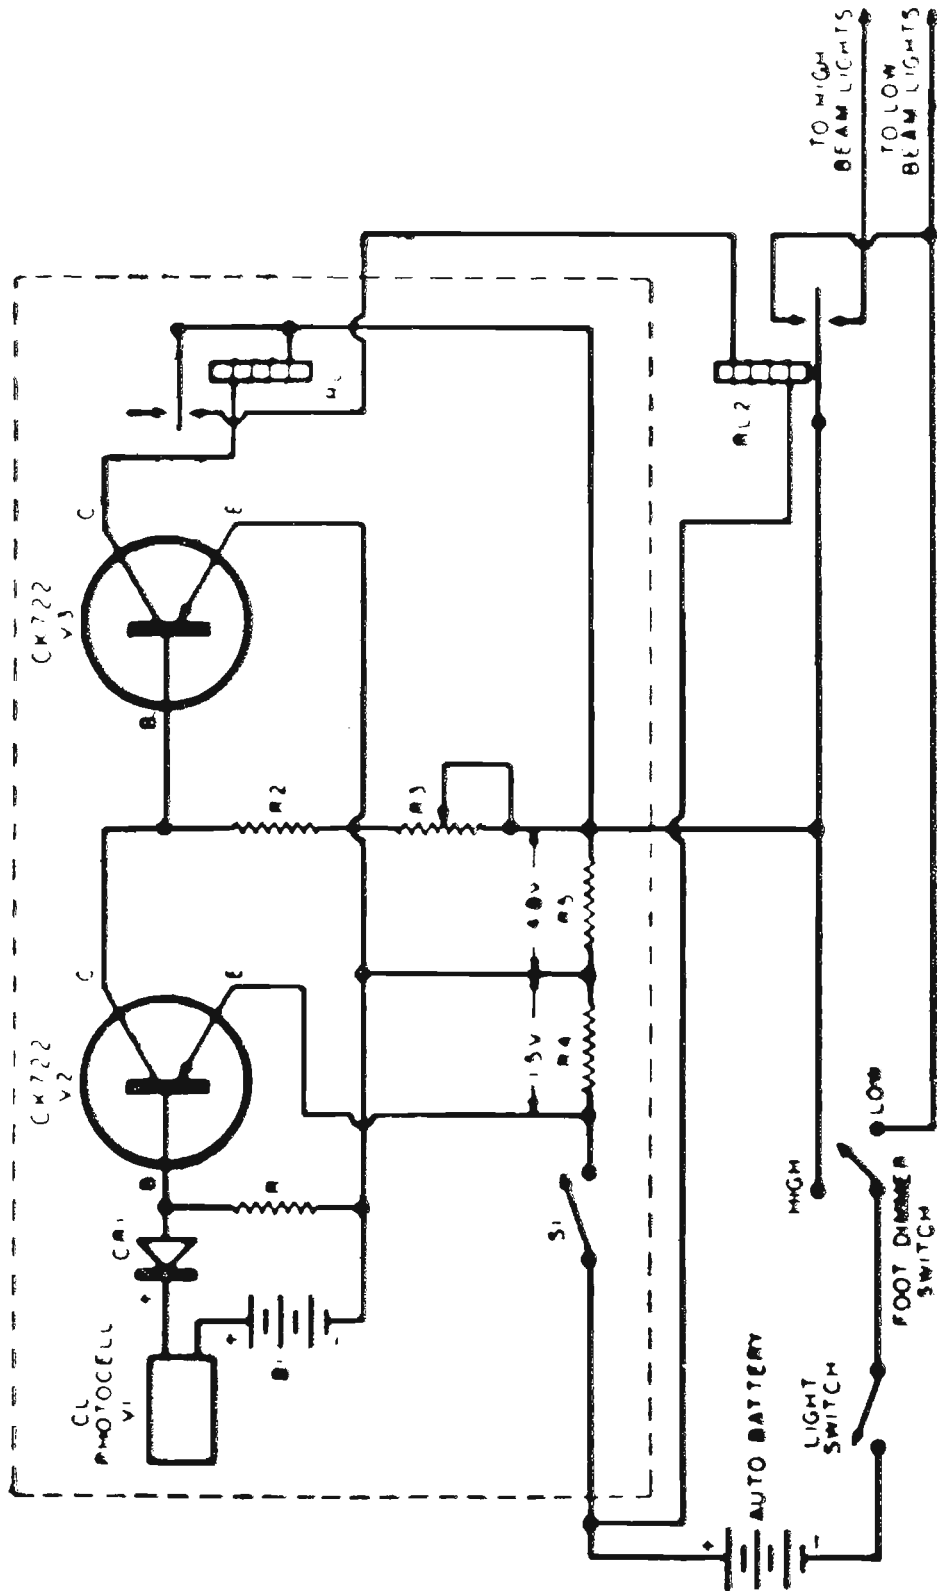 TO HIGH
BEAM LIGHTS
TO LOW
BEAM LIGHTS
CK722
V3
C
E
B
RL2
R2
R3
4.8V
R5
CK722
V2
C
E
B
1.5V
R4
CR1
R
S1
HIGH
LOW
FOOT DIMMER
SWITCH
CL
PHOTOCELL
V1
+
+
-
B1
AUTO BATTERY
LIGHT
SWITCH
+
-